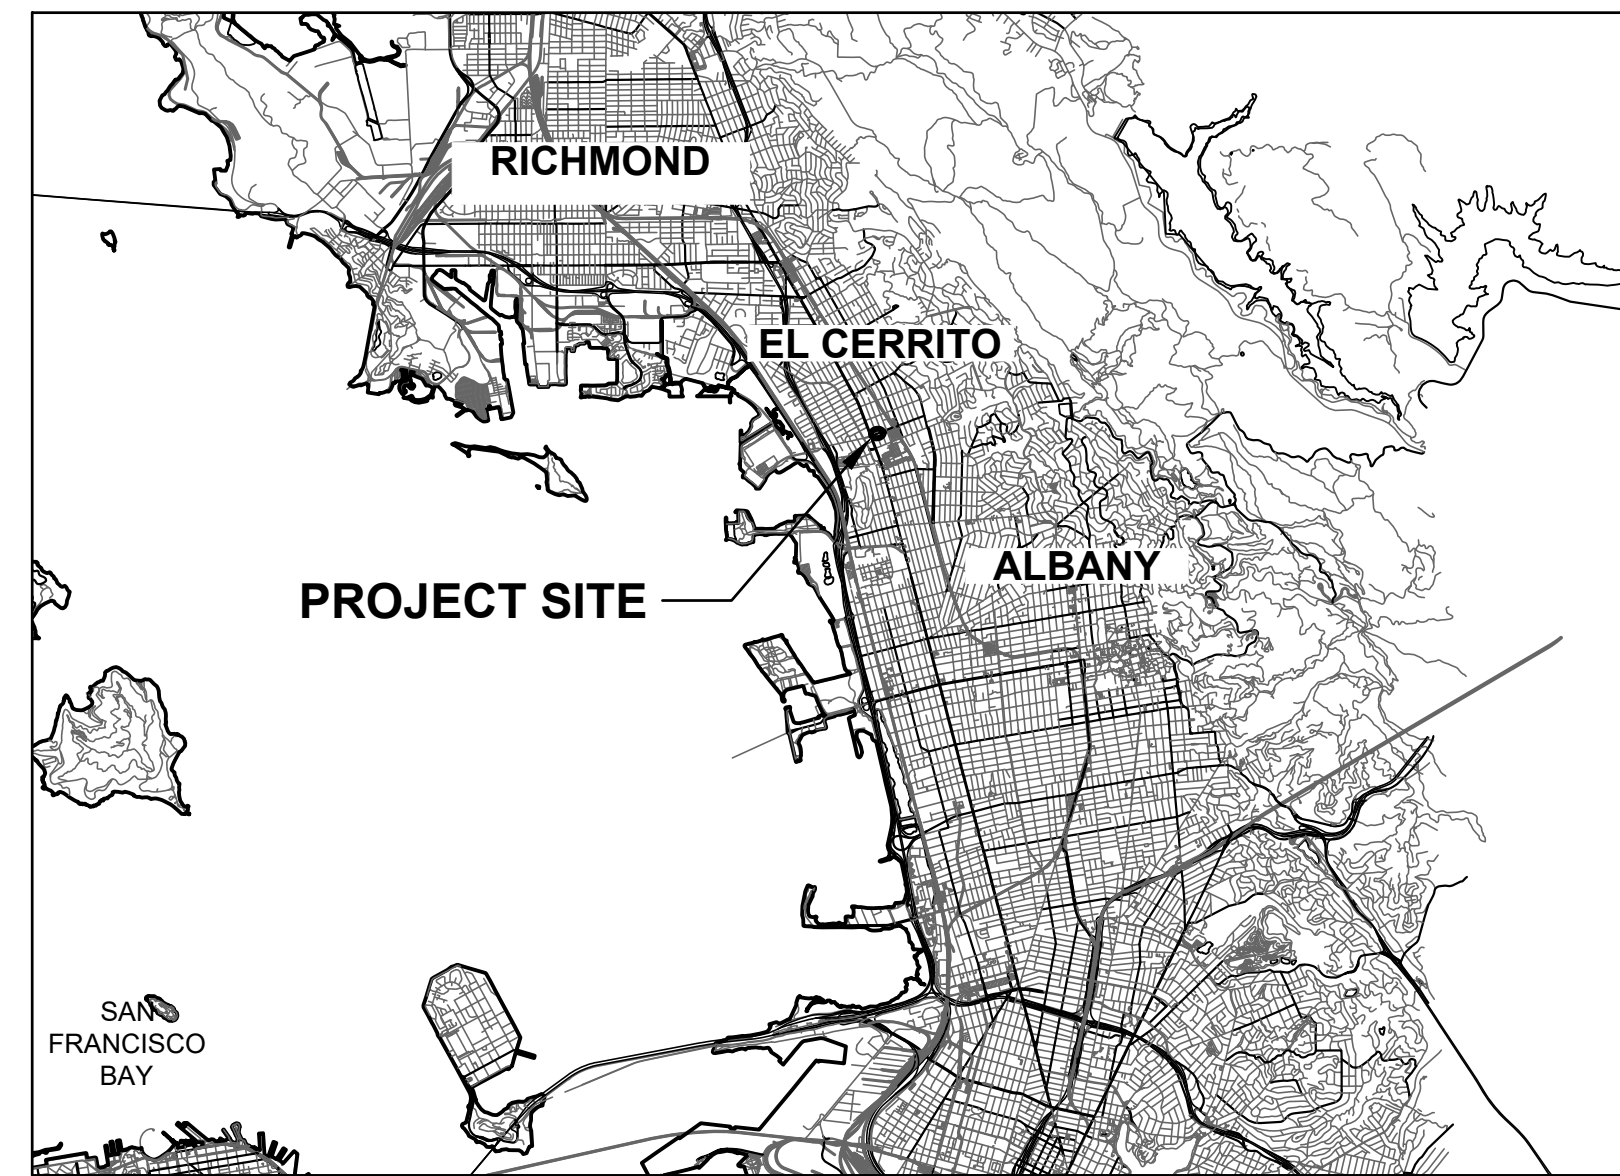 RICHMOND
EL CERRITO
ALBANY
PROJECT SITE
SAN
FRANCISCO
BAY